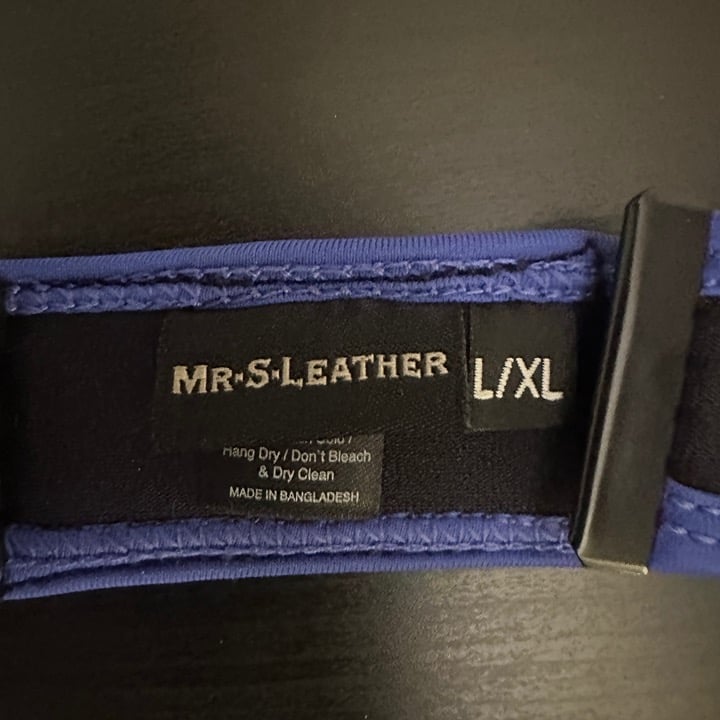 MR·S·LEATHER
L/XL
Hang Dry / Don't Bleach
& Dry Clean
MADE IN BANGLADESH